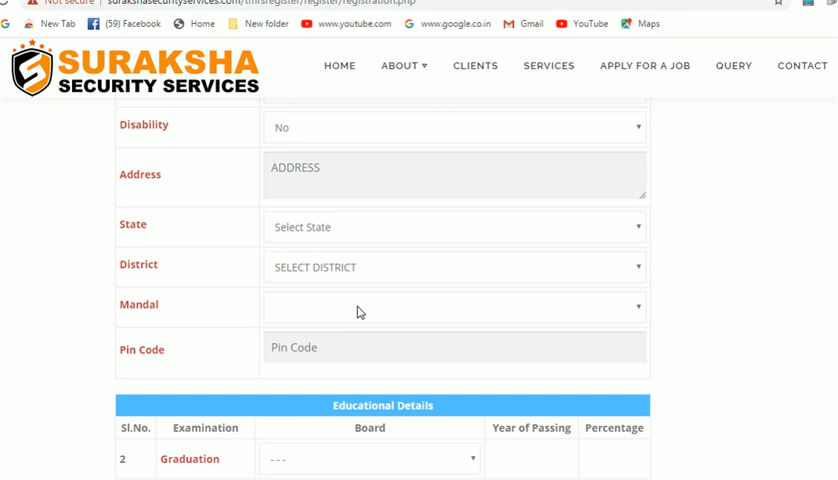 Not secure surakshasecurityservices.com/tmrsregister/register/registration.php
New Tab (59) Facebook Home New folder www.youtube.com www.google.co.in Gmail YouTube Maps
SURAKSHA
SECURITY SERVICES
HOME ABOUT CLIENTS SERVICES APPLY FOR A JOB QUERY CONTACT
Disability No
Address ADDRESS
State Select State
District SELECT DISTRICT
Mandal
Pin Code Pin Code
Educational Details
Sl.No. Examination Board Year of Passing Percentage
2 Graduation ---